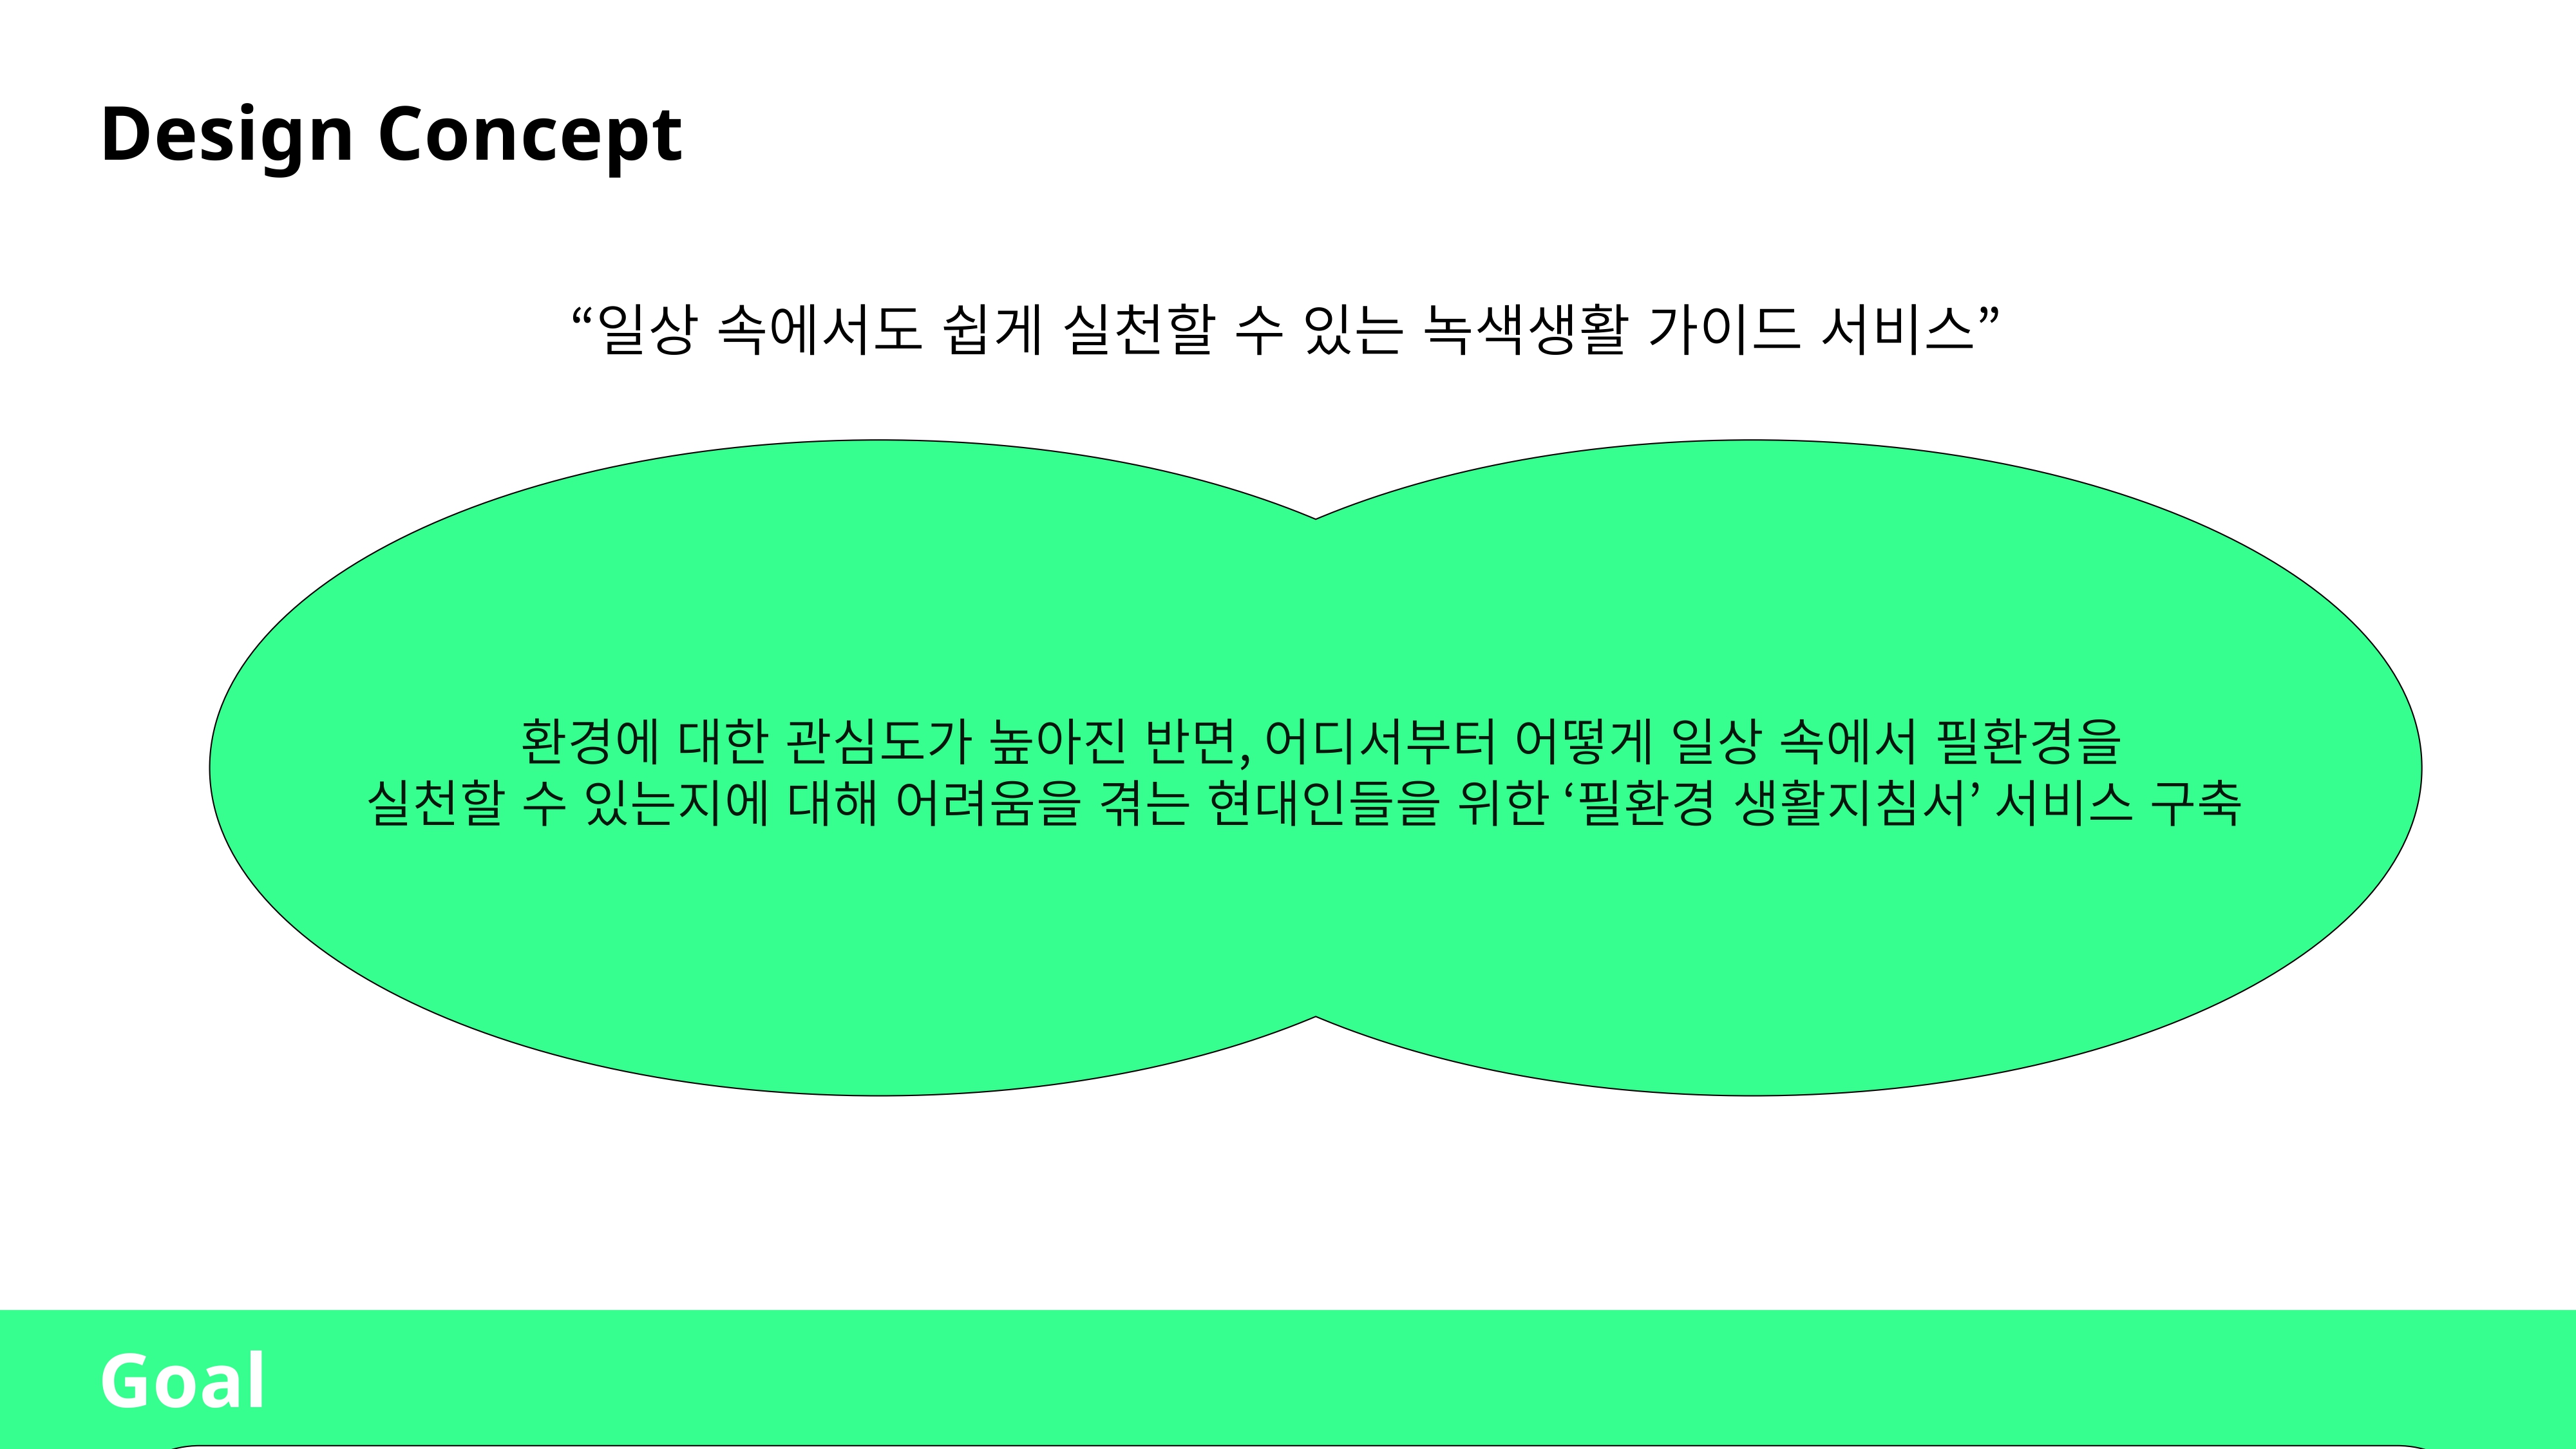 Design Concept
“일상 속에서도 쉽게 실천할 수 있는 녹색생활 가이드 서비스”
환경에 대한 관심도가 높아진 반면, 어디서부터 어떻게 일상 속에서 필환경을
실천할 수 있는지에 대해 어려움을 겪는 현대인들을 위한 ‘필환경 생활지침서’ 서비스 구축
Goal